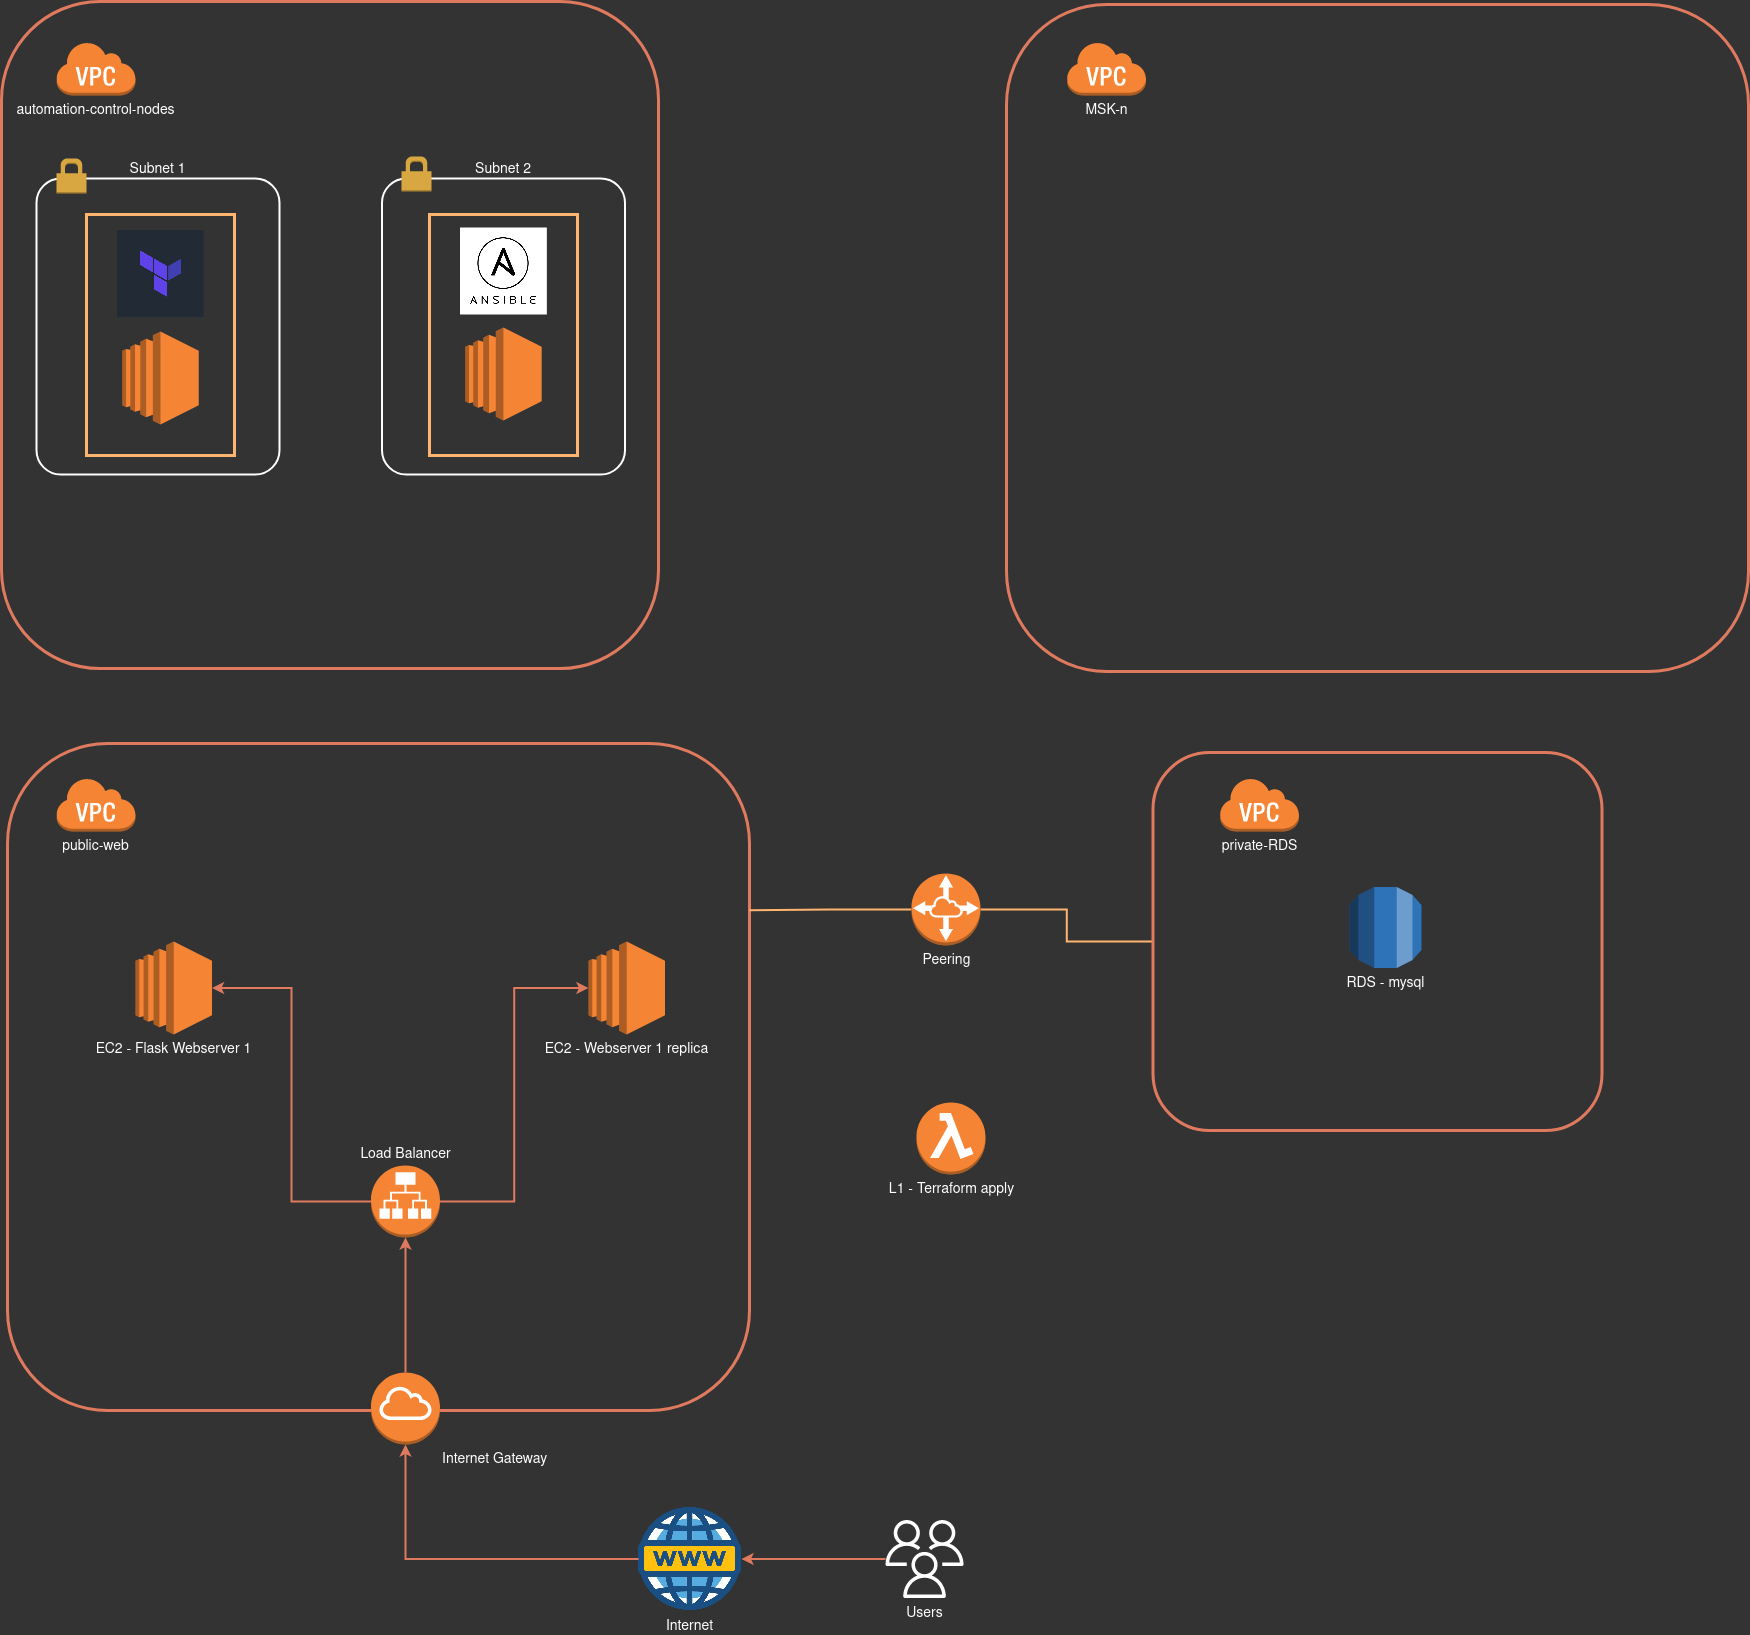 VPC
automation-control-nodes
VPC
MSK-n
Subnet 1
Subnet 2
ANSIBLE
VPC
public-web
VPC
private-RDS
Peering
RDS - mysql
EC2 - Flask Webserver 1
EC2 - Webserver 1 replica
Load Balancer
L1 - Terraform apply
Internet Gateway
WWW
Users
Internet